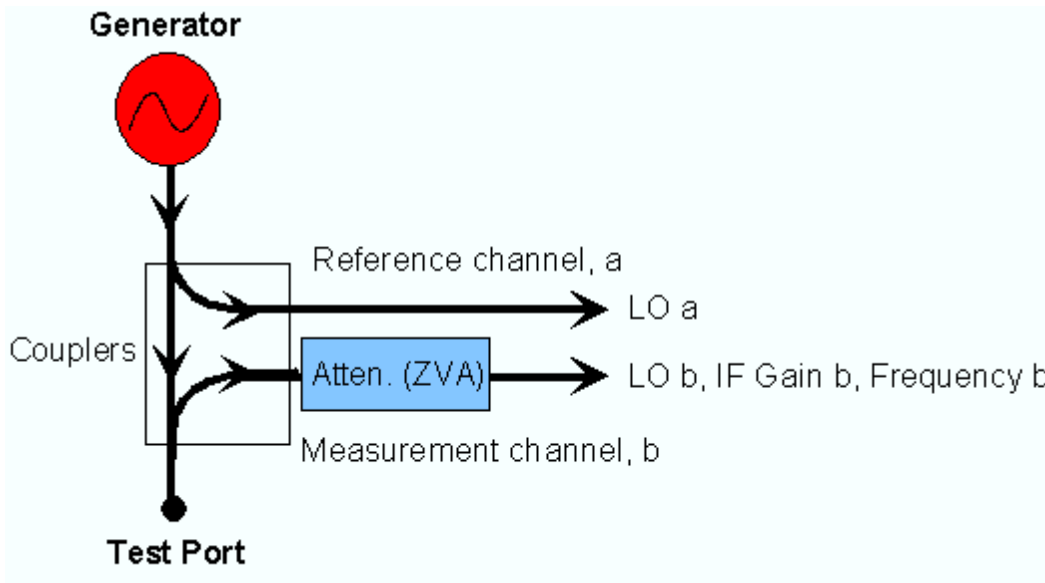 Generator
Reference channel, a
LO a
Couplers
Atten. (ZVA)
LO b, IF Gain b, Frequency b
Measurement channel, b
Test Port